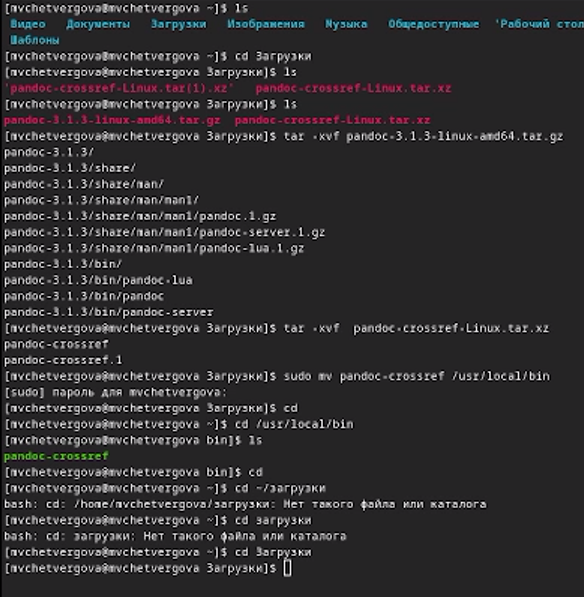 [mvchetvergova@mvchetvergova ~]$ ls
Видео Документы Загрузки Изображения Музыка Общедоступные 'Рабочий стол
Шаблоны
[mvchetvergova@mvchetvergova ~]$ cd Загрузки
[mvchetvergova@mvchetvergova Загрузки]$ ls
'pandoc-crossref-Linux.tar(1).xz' pandoc-crossref-Linux.tar.xz
[mvchetvergova@mvchetvergova Загрузки]$ ls
pandoc-3.1.3-linux-amd64.tar.gz pandoc-crossref-Linux.tar.xz
[mvchetvergova@mvchetvergova Загрузки]$ tar -xvf pandoc-3.1.3-linux-amd64.tar.gz
pandoc-3.1.3/
pandoc-3.1.3/share/
pandoc-3.1.3/share/man/
pandoc-3.1.3/share/man/man1/
pandoc-3.1.3/share/man/man1/pandoc.1.gz
pandoc-3.1.3/share/man/man1/pandoc-server.1.gz
pandoc-3.1.3/share/man/man1/pandoc-lua.1.gz
pandoc-3.1.3/bin/
pandoc-3.1.3/bin/pandoc-lua
pandoc-3.1.3/bin/pandoc
pandoc-3.1.3/bin/pandoc-server
[mvchetvergova@mvchetvergova Загрузки]$ tar -xvf pandoc-crossref-Linux.tar.xz
pandoc-crossref
pandoc-crossref.1
[mvchetvergova@mvchetvergova Загрузки]$ sudo mv pandoc-crossref /usr/local/bin
[sudo] пароль для mvchetvergova:
[mvchetvergova@mvchetvergova Загрузки]$ cd
[mvchetvergova@mvchetvergova ~]$ cd /usr/local/bin
[mvchetvergova@mvchetvergova bin]$ ls
pandoc-crossref
[mvchetvergova@mvchetvergova bin]$ cd
[mvchetvergova@mvchetvergova ~]$ cd ~/загрузки
bash: cd: /home/mvchetvergova/загрузки: Нет такого файла или каталога
[mvchetvergova@mvchetvergova ~]$ cd загрузки
bash: cd: загрузки: Нет такого файла или каталога
[mvchetvergova@mvchetvergova ~]$ cd Загрузки
[mvchetvergova@mvchetvergova Загрузки]$